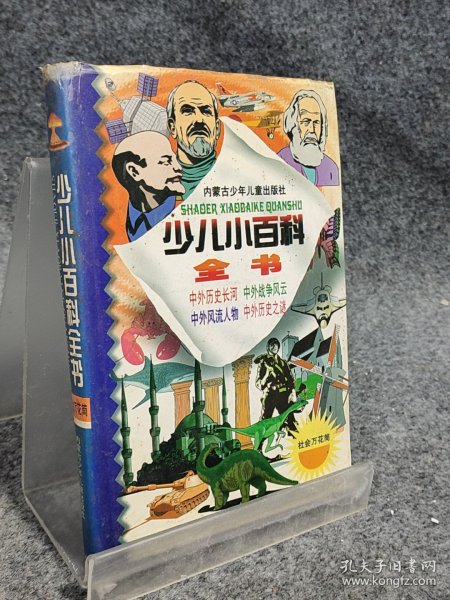 内蒙古少年儿童出版社
SHAOER XIAOBAIKE QUANSHU
少儿小百科
全书
中外历史长河 中外战争风云
中外风流人物 中外历史之谜
社会万花筒
少儿小百科全书
万花筒
孔夫子旧书网
www.kongfz.com